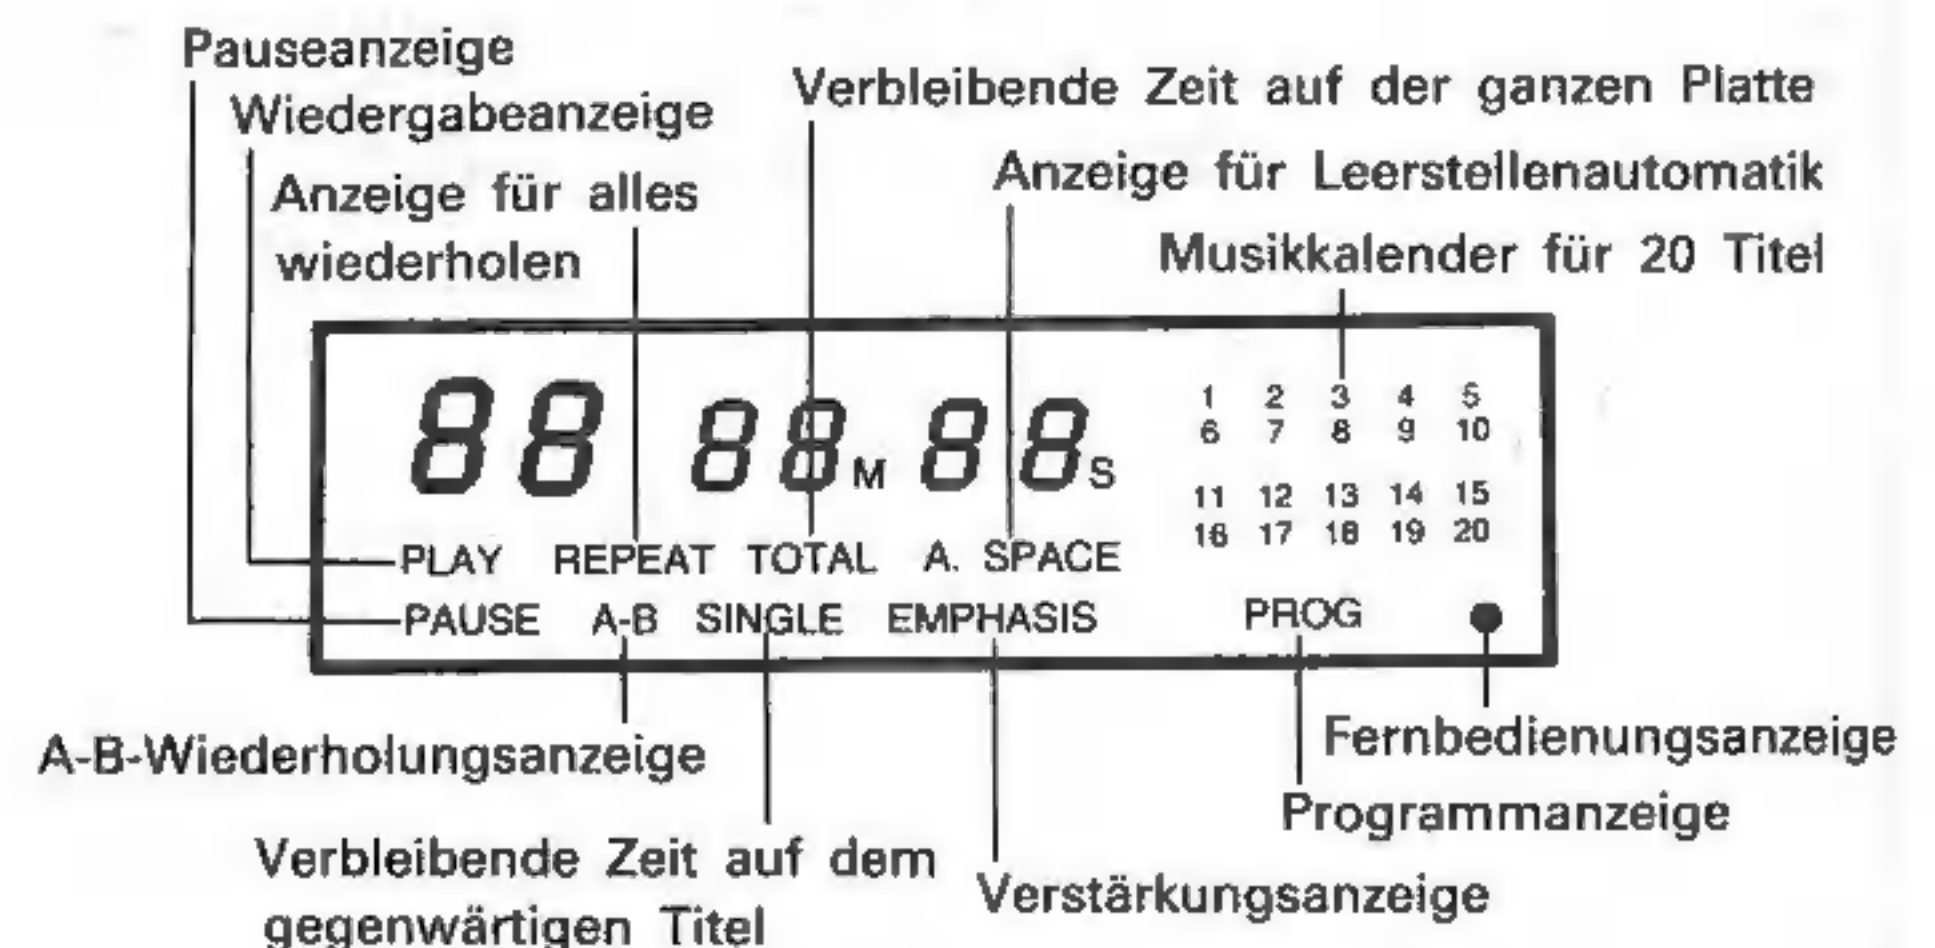 Pauseanzeige
Wiedergabeanzeige
Verbleibende Zeit auf der ganzen Platte
Anzeige für alles
wiederholen
Anzeige für Leerstellenautomatik
Musikkalender für 20 Titel
88 88M 88S
1 2 3 4 5
6 7 8 9 10
11 12 13 14 15
16 17 18 19 20
PLAY REPEAT TOTAL A. SPACE
PAUSE A-B SINGLE EMPHASIS PROG
A-B-Wiederholungsanzeige
Fernbedienungsanzeige
Programmanzeige
Verbleibende Zeit auf dem
gegenwärtigen Titel
Verstärkungsanzeige